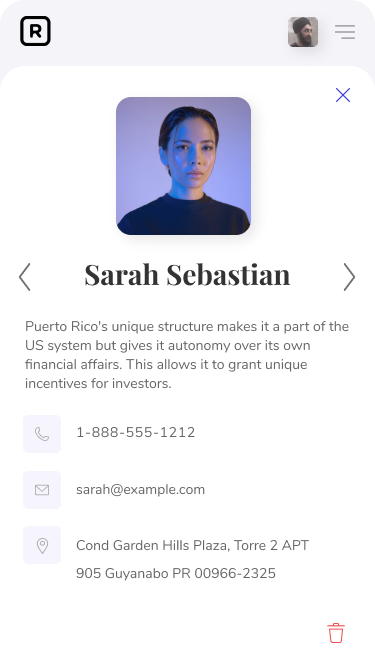 R
Sarah Sebastian
Puerto Rico's unique structure makes it a part of the
US system but gives it autonomy over its own
financial affairs. This allows it to grant unique
incentives for investors.
1-888-555-1212
sarah@example.com
Cond Garden Hills Plaza, Torre 2 APT
905 Guyanabo PR 00966-2325